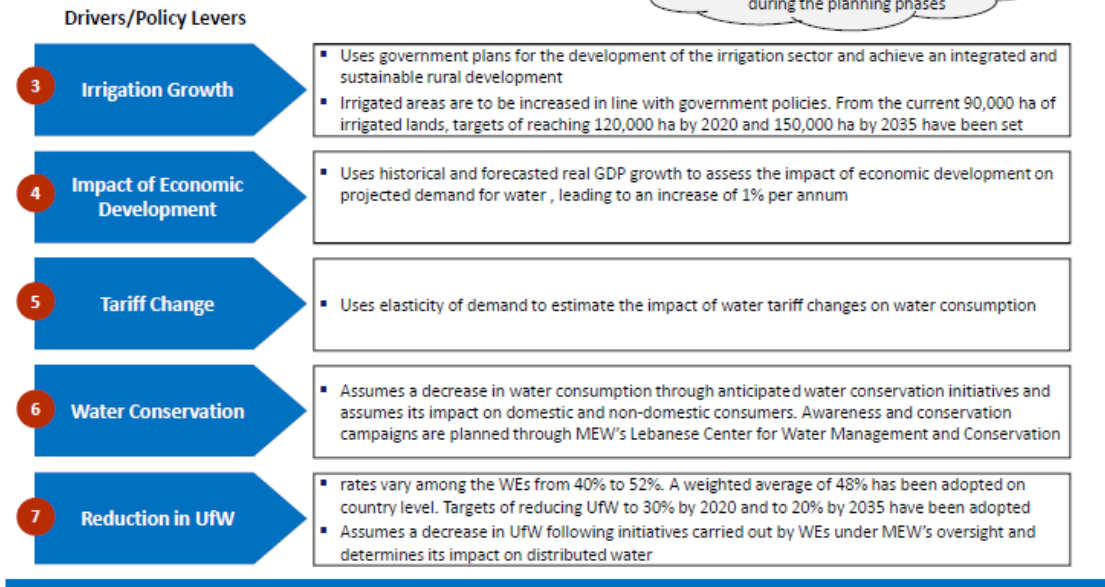 during the planning phases
Drivers/Policy Levers
3
Irrigation Growth
▪ Uses government plans for the development of the irrigation sector and achieve an integrated and
sustainable rural development
▪ Irrigated areas are to be increased in line with government policies. From the current 90,000 ha of
irrigated lands, targets of reaching 120,000 ha by 2020 and 150,000 ha by 2035 have been set
4
Impact of Economic
Development
▪ Uses historical and forecasted real GDP growth to assess the impact of economic development on
projected demand for water , leading to an increase of 1% per annum
5
Tariff Change
▪ Uses elasticity of demand to estimate the impact of water tariff changes on water consumption
6
Water Conservation
▪ Assumes a decrease in water consumption through anticipated water conservation initiatives and
assumes its impact on domestic and non-domestic consumers. Awareness and conservation
campaigns are planned through MEW's Lebanese Center for Water Management and Conservation
7
Reduction in UfW
▪ rates vary among the WEs from 40% to 52%. A weighted average of 48% has been adopted on
country level. Targets of reducing UfW to 30% by 2020 and to 20% by 2035 have been adopted
▪ Assumes a decrease in UfW following initiatives carried out by WEs under MEW's oversight and
determines its impact on distributed water